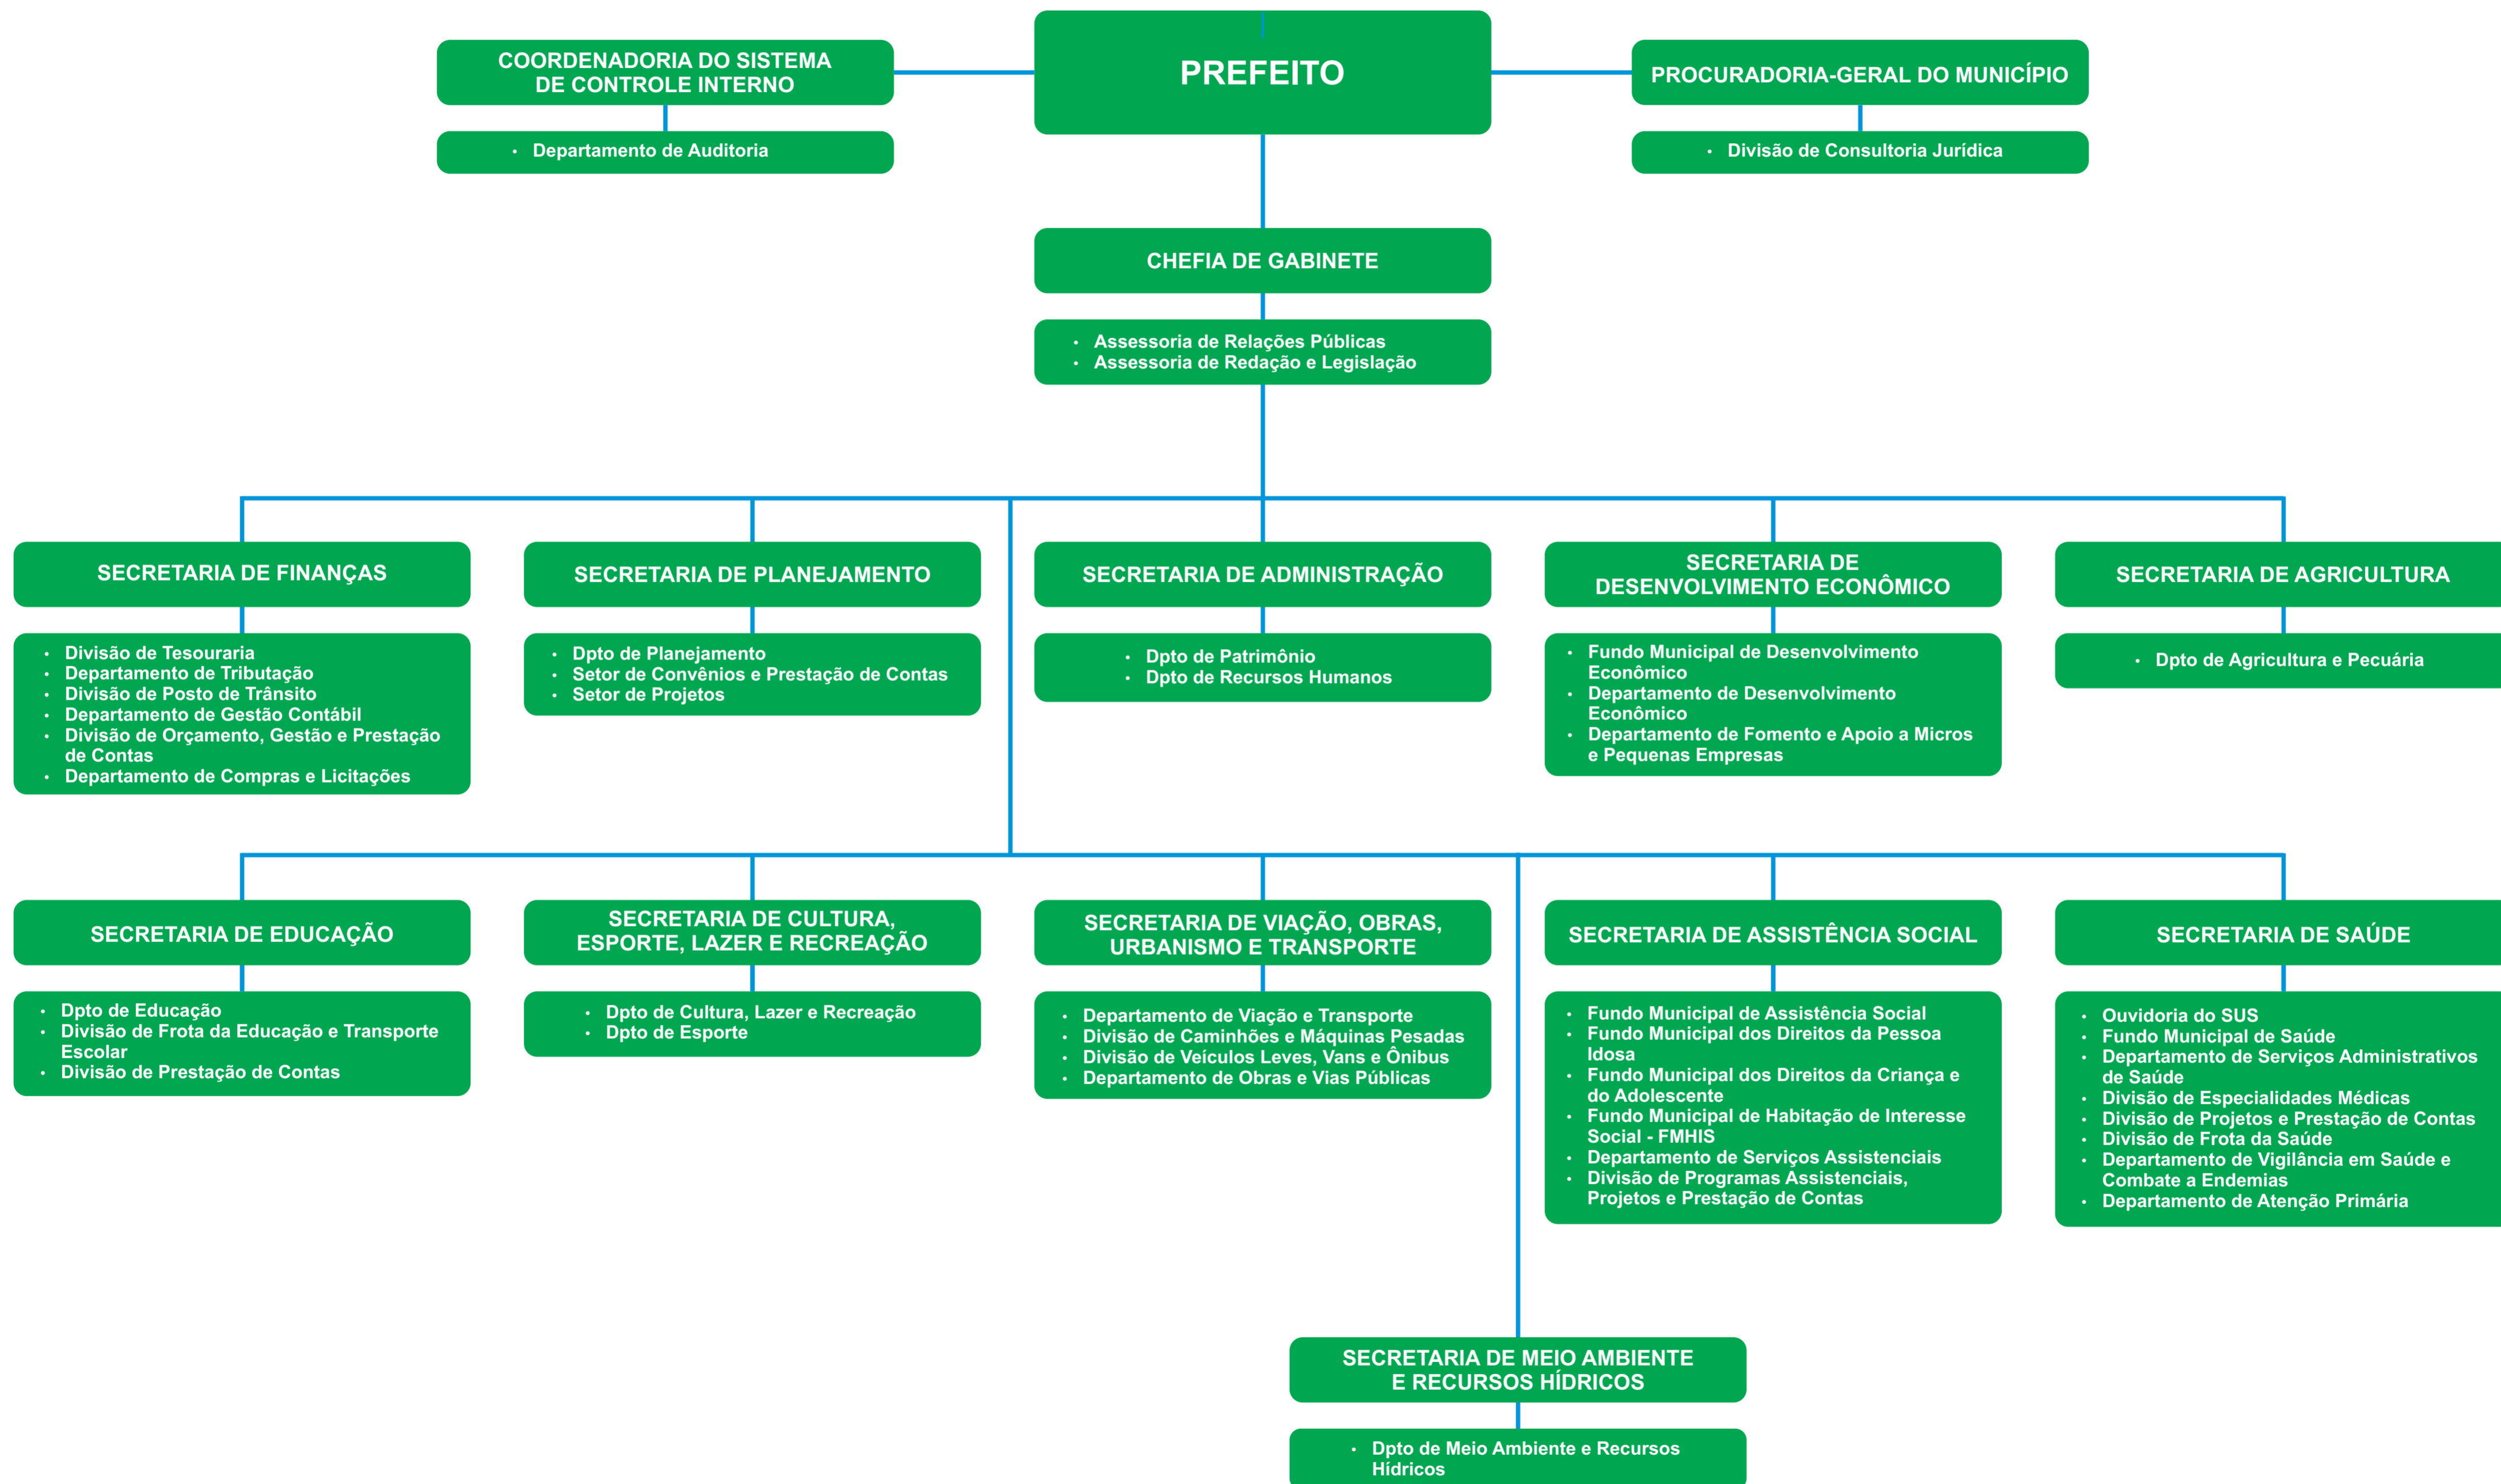 PREFEITO
COORDENADORIA DO SISTEMA
DE CONTROLE INTERNO
• Departamento de Auditoria
PROCURADORIA-GERAL DO MUNICÍPIO
• Divisão de Consultoria Jurídica
CHEFIA DE GABINETE
• Assessoria de Relações Públicas
• Assessoria de Redação e Legislação
SECRETARIA DE FINANÇAS
• Divisão de Tesouraria
• Departamento de Tributação
• Divisão de Posto de Trânsito
• Departamento de Gestão Contábil
• Divisão de Orçamento, Gestão e Prestação
de Contas
• Departamento de Compras e Licitações
SECRETARIA DE PLANEJAMENTO
• Dpto de Planejamento
• Setor de Convênios e Prestação de Contas
• Setor de Projetos
SECRETARIA DE ADMINISTRAÇÃO
• Dpto de Patrimônio
• Dpto de Recursos Humanos
SECRETARIA DE
DESENVOLVIMENTO ECONÔMICO
• Fundo Municipal de Desenvolvimento
Econômico
• Departamento de Desenvolvimento
Econômico
• Departamento de Fomento e Apoio a Micros
e Pequenas Empresas
SECRETARIA DE AGRICULTURA
• Dpto de Agricultura e Pecuária
SECRETARIA DE EDUCAÇÃO
• Dpto de Educação
• Divisão de Frota da Educação e Transporte
Escolar
• Divisão de Prestação de Contas
SECRETARIA DE CULTURA,
ESPORTE, LAZER E RECREAÇÃO
• Dpto de Cultura, Lazer e Recreação
• Dpto de Esporte
SECRETARIA DE VIAÇÃO, OBRAS,
URBANISMO E TRANSPORTE
• Departamento de Viação e Transporte
• Divisão de Caminhões e Máquinas Pesadas
• Divisão de Veículos Leves, Vans e Ônibus
• Departamento de Obras e Vias Públicas
SECRETARIA DE ASSISTÊNCIA SOCIAL
• Fundo Municipal de Assistência Social
• Fundo Municipal dos Direitos da Pessoa
Idosa
• Fundo Municipal dos Direitos da Criança e
do Adolescente
• Fundo Municipal de Habitação de Interesse
Social - FMHIS
• Departamento de Serviços Assistenciais
• Divisão de Programas Assistenciais,
Projetos e Prestação de Contas
SECRETARIA DE SAÚDE
• Ouvidoria do SUS
• Fundo Municipal de Saúde
• Departamento de Serviços Administrativos
de Saúde
• Divisão de Especialidades Médicas
• Divisão de Projetos e Prestação de Contas
• Divisão de Frota da Saúde
• Departamento de Vigilância em Saúde e
Combate a Endemias
• Departamento de Atenção Primária
SECRETARIA DE MEIO AMBIENTE
E RECURSOS HÍDRICOS
• Dpto de Meio Ambiente e Recursos
Hídricos